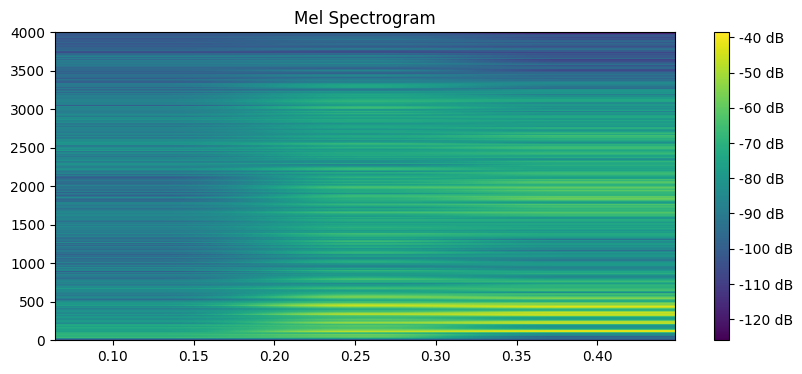 Mel Spectrogram
4000
3500
3000
2500
2000
1500
1000
500
0
0.10 0.15 0.20 0.25 0.30 0.35 0.40
-40 dB
-50 dB
-60 dB
-70 dB
-80 dB
-90 dB
-100 dB
-110 dB
-120 dB